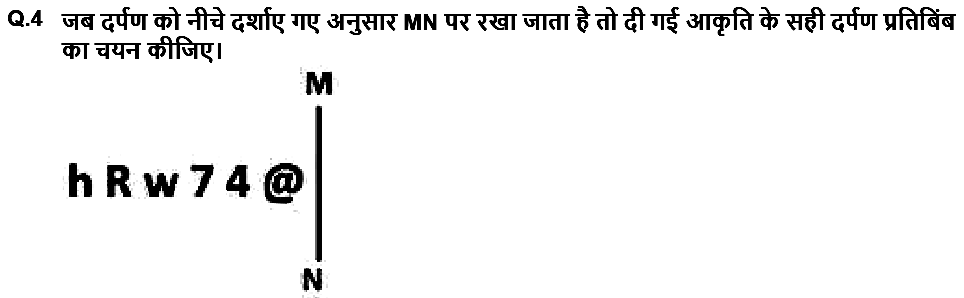 Q.4 जब दर्पण को नीचे दर्शाए गए अनुसार MN पर रखा जाता है तो दी गई आकृति के सही दर्पण प्रतिबिंब
का चयन कीजिए।
M
h R w 7 4 @
N